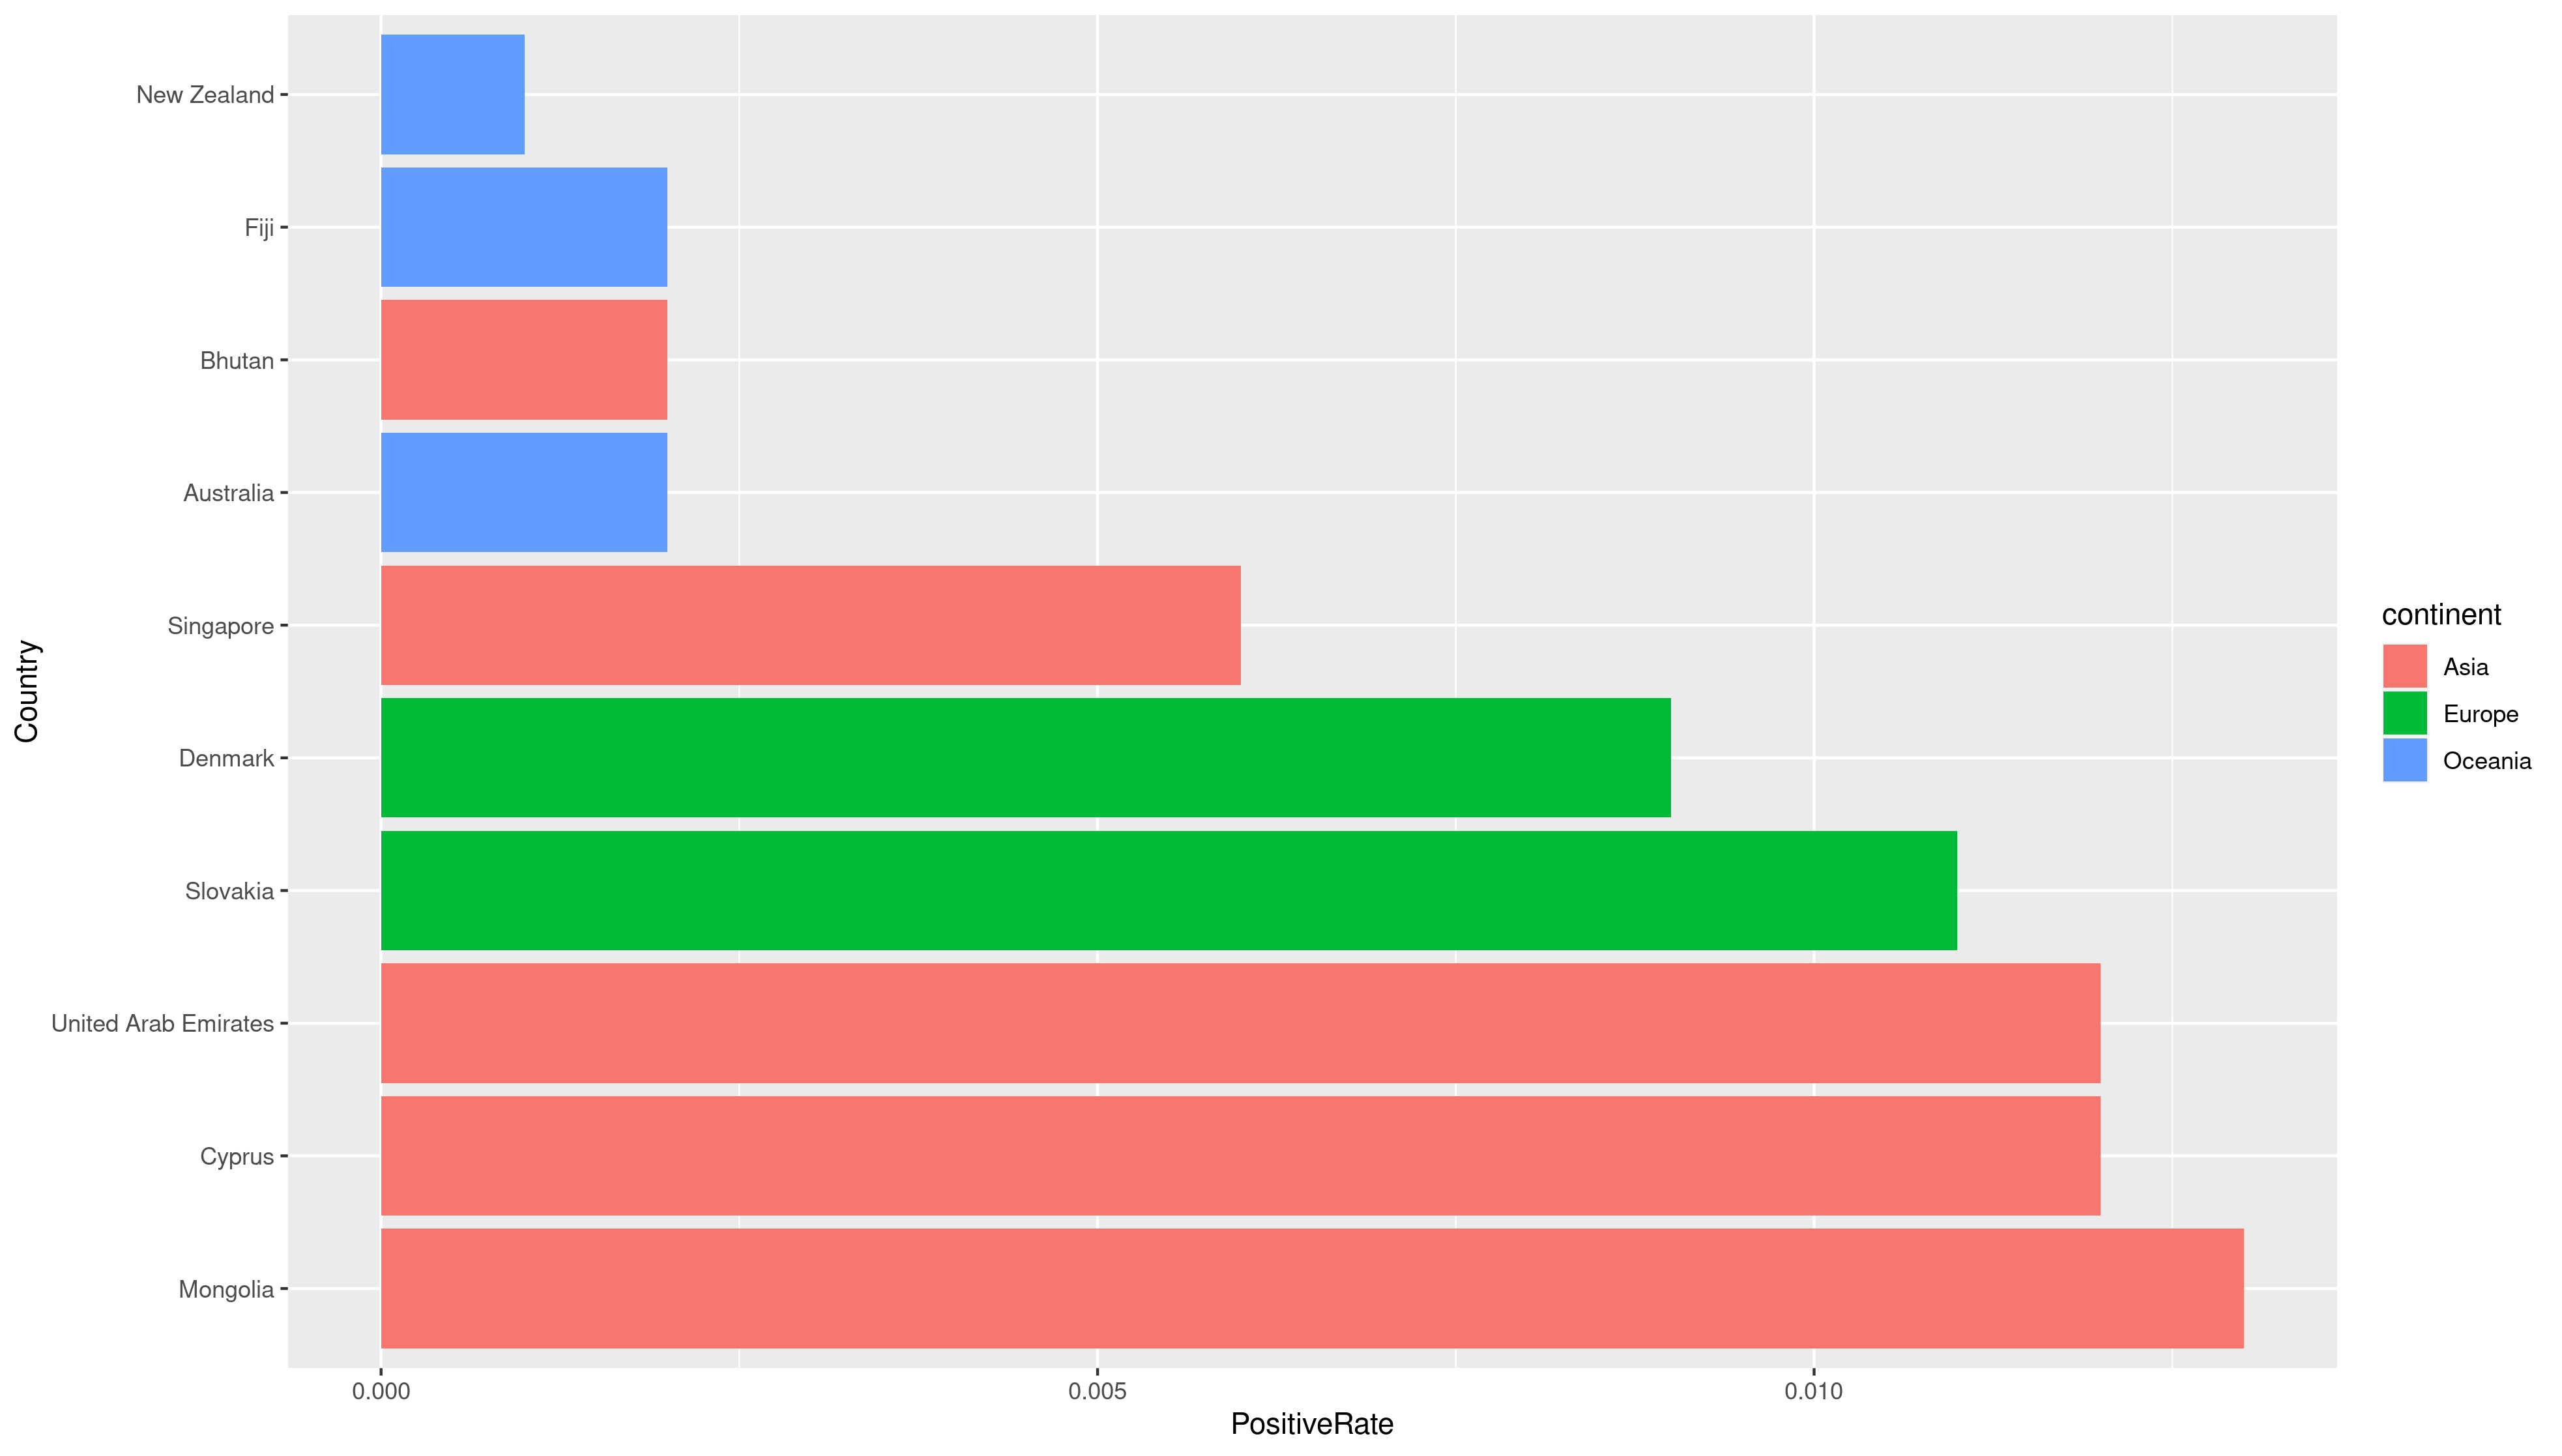 New Zealand
Fiji
Bhutan
Australia
Singapore
Denmark
Slovakia
United Arab Emirates
Cyprus
Mongolia
Country
0.000
0.005
0.010
PositiveRate
continent
Asia
Europe
Oceania